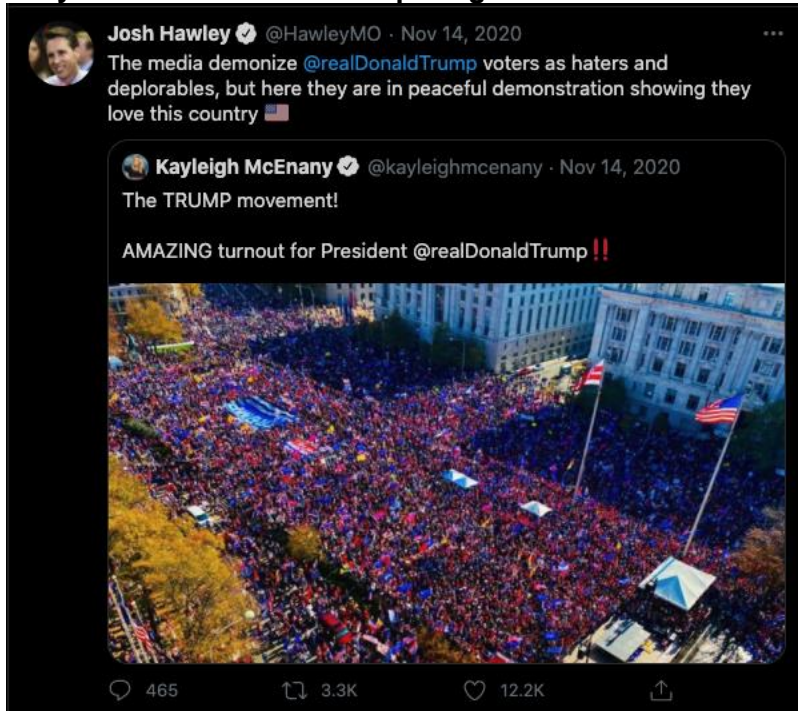 Josh Hawley @HawleyMO · Nov 14, 2020
The media demonize @realDonaldTrump voters as haters and
deplorables, but here they are in peaceful demonstration showing they
love this country 🇺🇸
Kayleigh McEnany @kayleighmcenany · Nov 14, 2020
The TRUMP movement!
AMAZING turnout for President @realDonaldTrump‼️
465 3.3K 12.2K